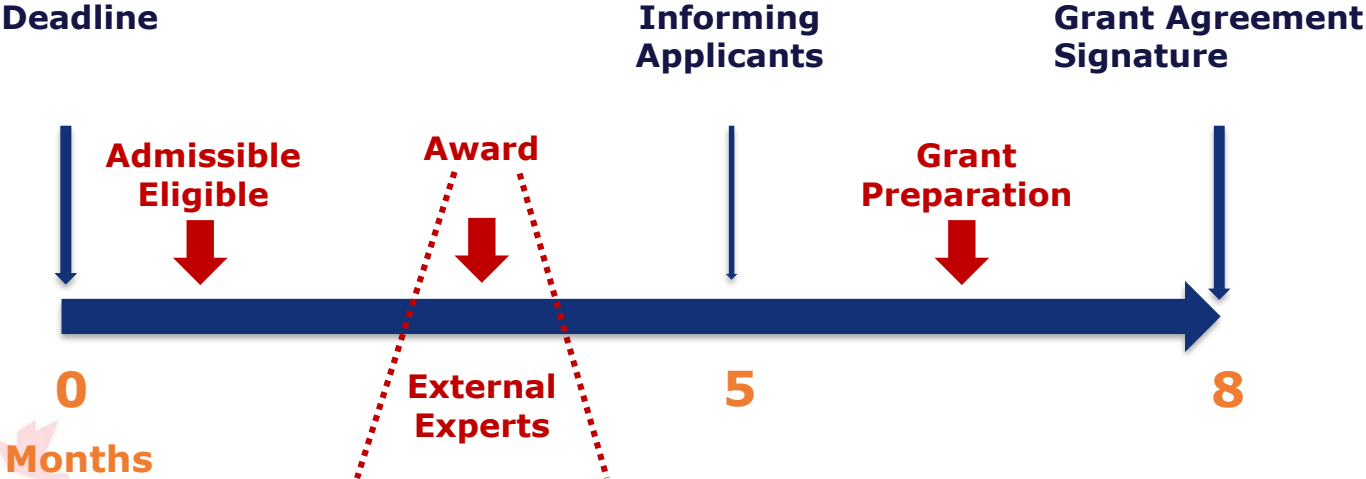 Deadline
Informing
Applicants
Grant Agreement
Signature
Admissible
Eligible
Award
Grant
Preparation
0
External
Experts
5
8
Months